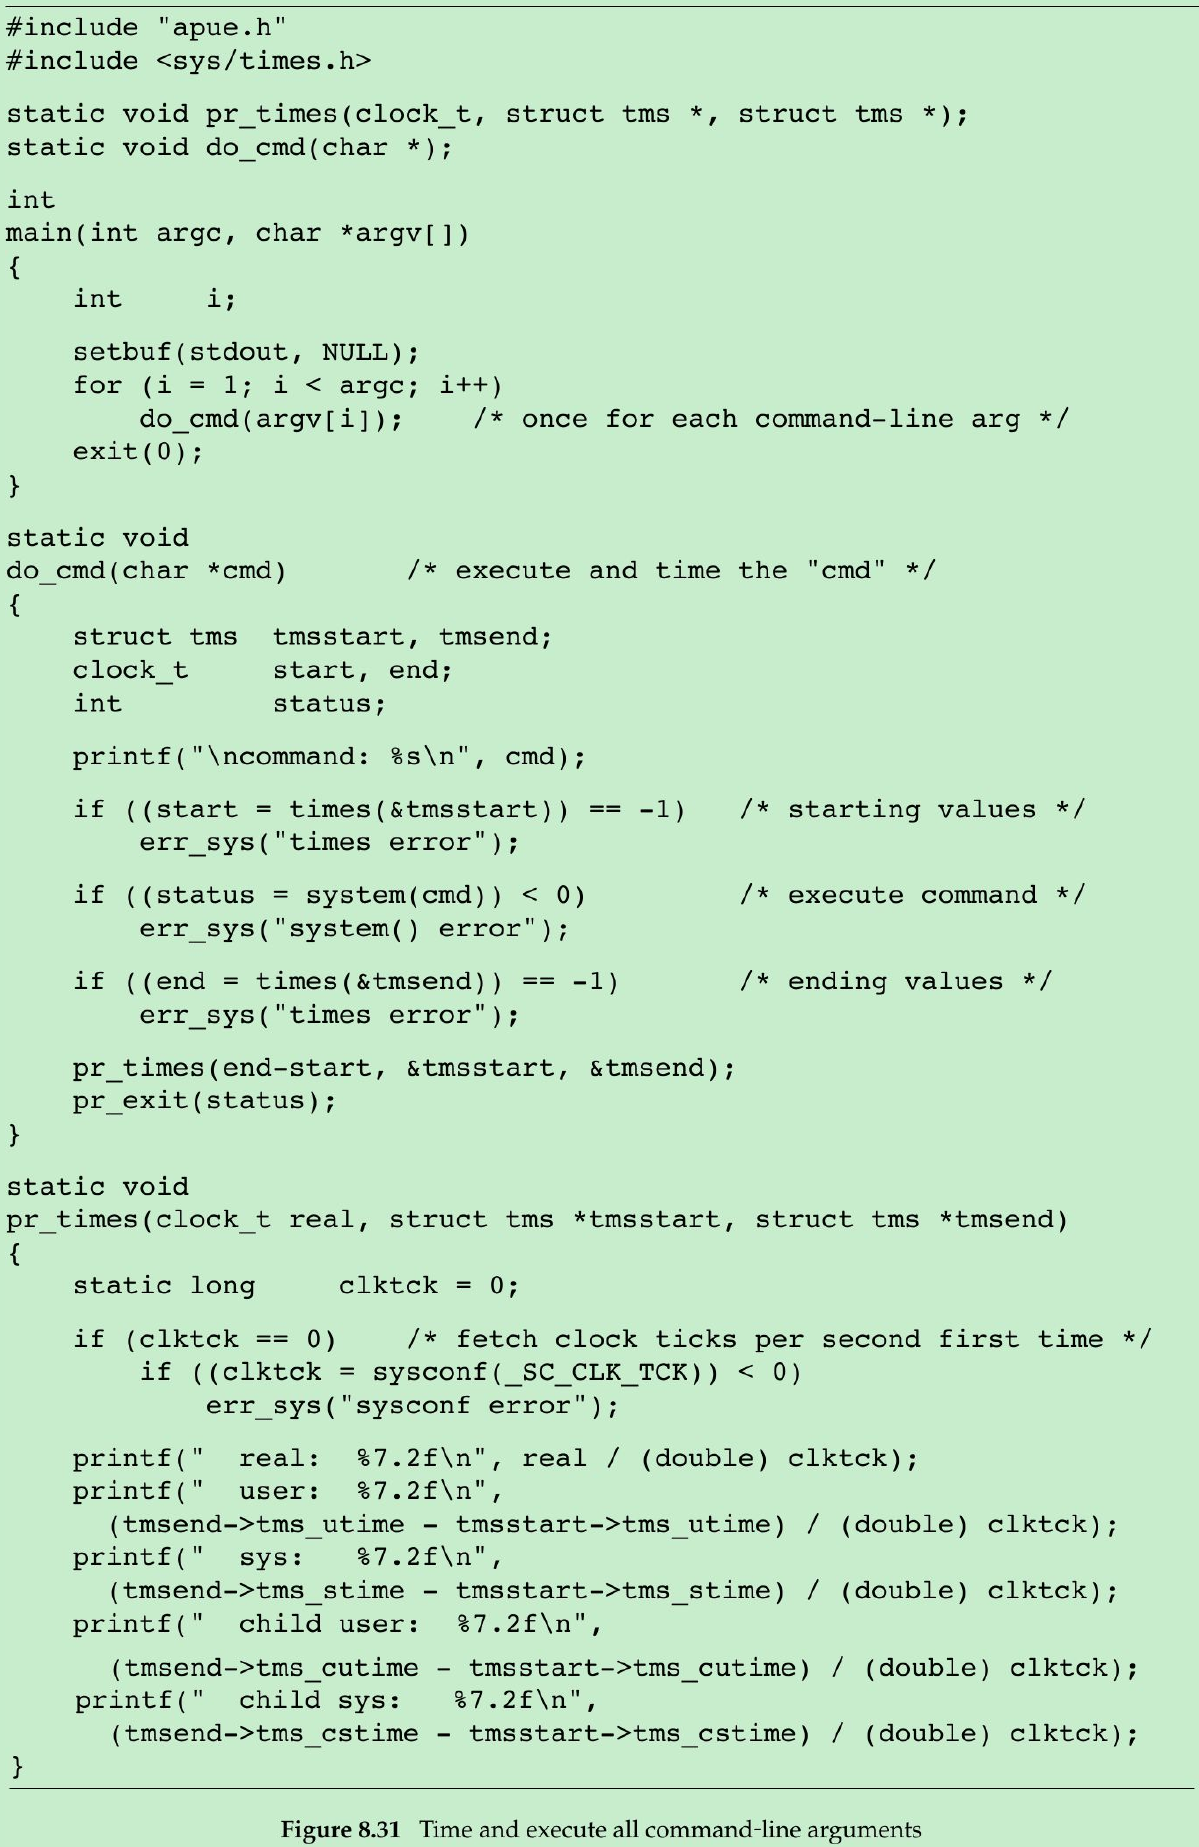 #include "apue.h"
#include <sys/times.h>
static void pr_times(clock_t, struct tms *, struct tms *);
static void do_cmd(char *);
int
main(int argc, char *argv[])
{
    int     i;
    setbuf(stdout, NULL);
    for (i = 1; i < argc; i++)
        do_cmd(argv[i]);    /* once for each command-line arg */
    exit(0);
}
static void
do_cmd(char *cmd)       /* execute and time the "cmd" */
{
    struct tms  tmsstart, tmsend;
    clock_t     start, end;
    int         status;
    printf("\ncommand: %s\n", cmd);
    if ((start = times(&tmsstart)) == -1)   /* starting values */
        err_sys("times error");
    if ((status = system(cmd)) < 0)         /* execute command */
        err_sys("system() error");
    if ((end = times(&tmsend)) == -1)       /* ending values */
        err_sys("times error");
    pr_times(end-start, &tmsstart, &tmsend);
    pr_exit(status);
}
static void
pr_times(clock_t real, struct tms *tmsstart, struct tms *tmsend)
{
    static long     clktck = 0;
    if (clktck == 0)    /* fetch clock ticks per second first time */
        if ((clktck = sysconf(_SC_CLK_TCK)) < 0)
            err_sys("sysconf error");
    printf("  real:  %7.2f\n", real / (double) clktck);
    printf("  user:  %7.2f\n",
      (tmsend->tms_utime - tmsstart->tms_utime) / (double) clktck);
    printf("  sys:   %7.2f\n",
      (tmsend->tms_stime - tmsstart->tms_stime) / (double) clktck);
    printf("  child user:  %7.2f\n",
      (tmsend->tms_cutime - tmsstart->tms_cutime) / (double) clktck);
    printf("  child sys:   %7.2f\n",
      (tmsend->tms_cstime - tmsstart->tms_cstime) / (double) clktck);
}
Figure 8.31 Time and execute all command-line arguments